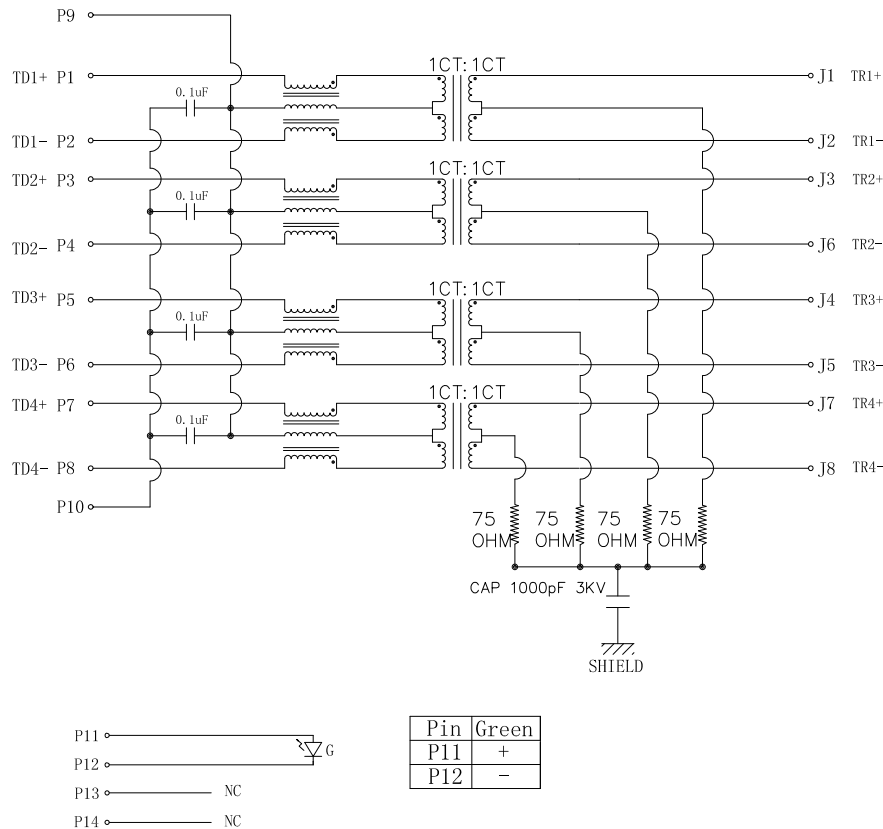 P9
1CT:1CT
TD1+ P1 J1 TR1+
0.1uF
TD1- P2 J2 TR1-
1CT:1CT
TD2+ P3 J3 TR2+
0.1uF
TD2- P4 J6 TR2-
1CT:1CT
TD3+ P5 J4 TR3+
0.1uF
TD3- P6 J5 TR3-
1CT:1CT
TD4+ P7 J7 TR4+
0.1uF
TD4- P8 J8 TR4-
P10
75 75 75 75
OHM OHM OHM OHM
CAP 1000pF 3KV
SHIELD
P11
G
P12
P13 NC
P14 NC
Pin Green
P11 +
P12 -